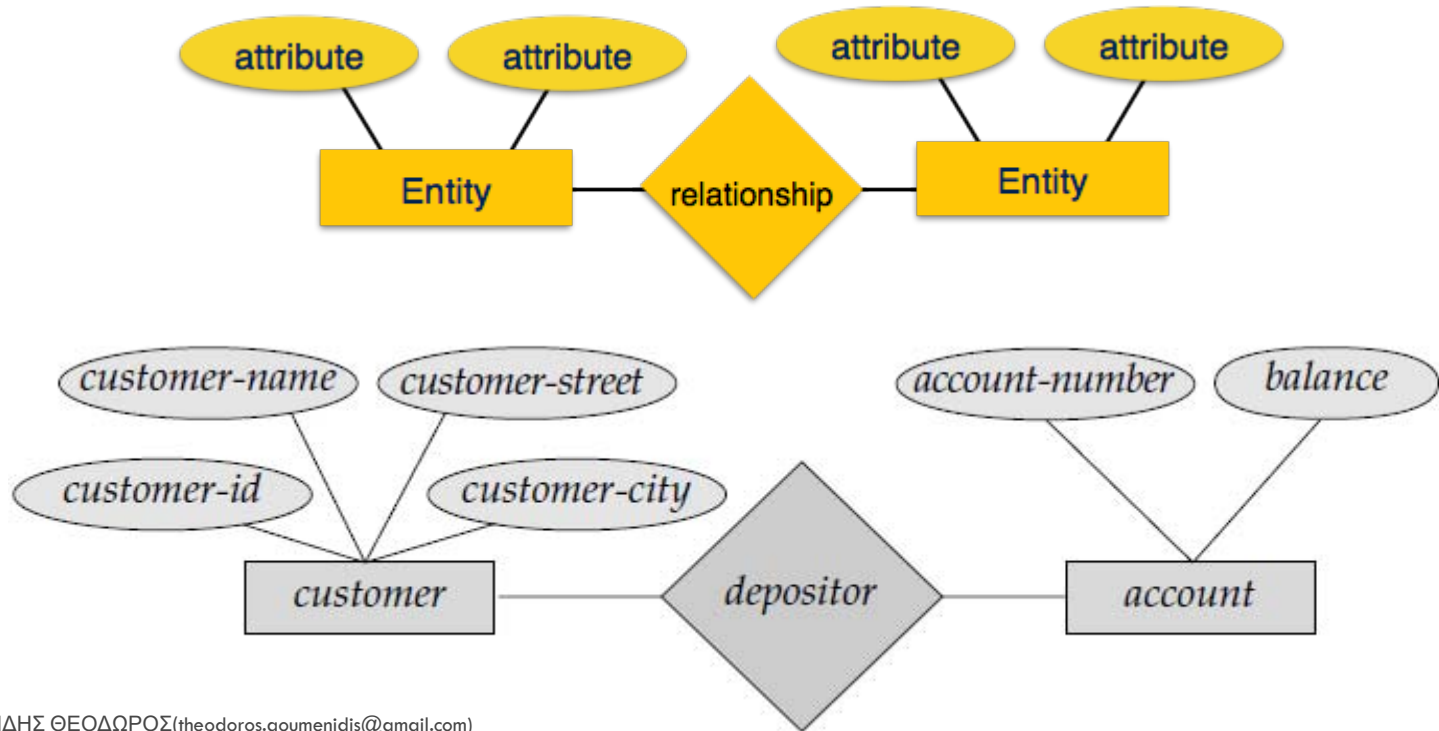 attribute attribute attribute attribute
Entity relationship Entity
customer-name customer-street account-number balance
customer-id customer-city
customer depositor account
ΙΔΗΣ ΘΕΟΔΩΡΟΣ(theodoros.goumenidis@gmail.com)